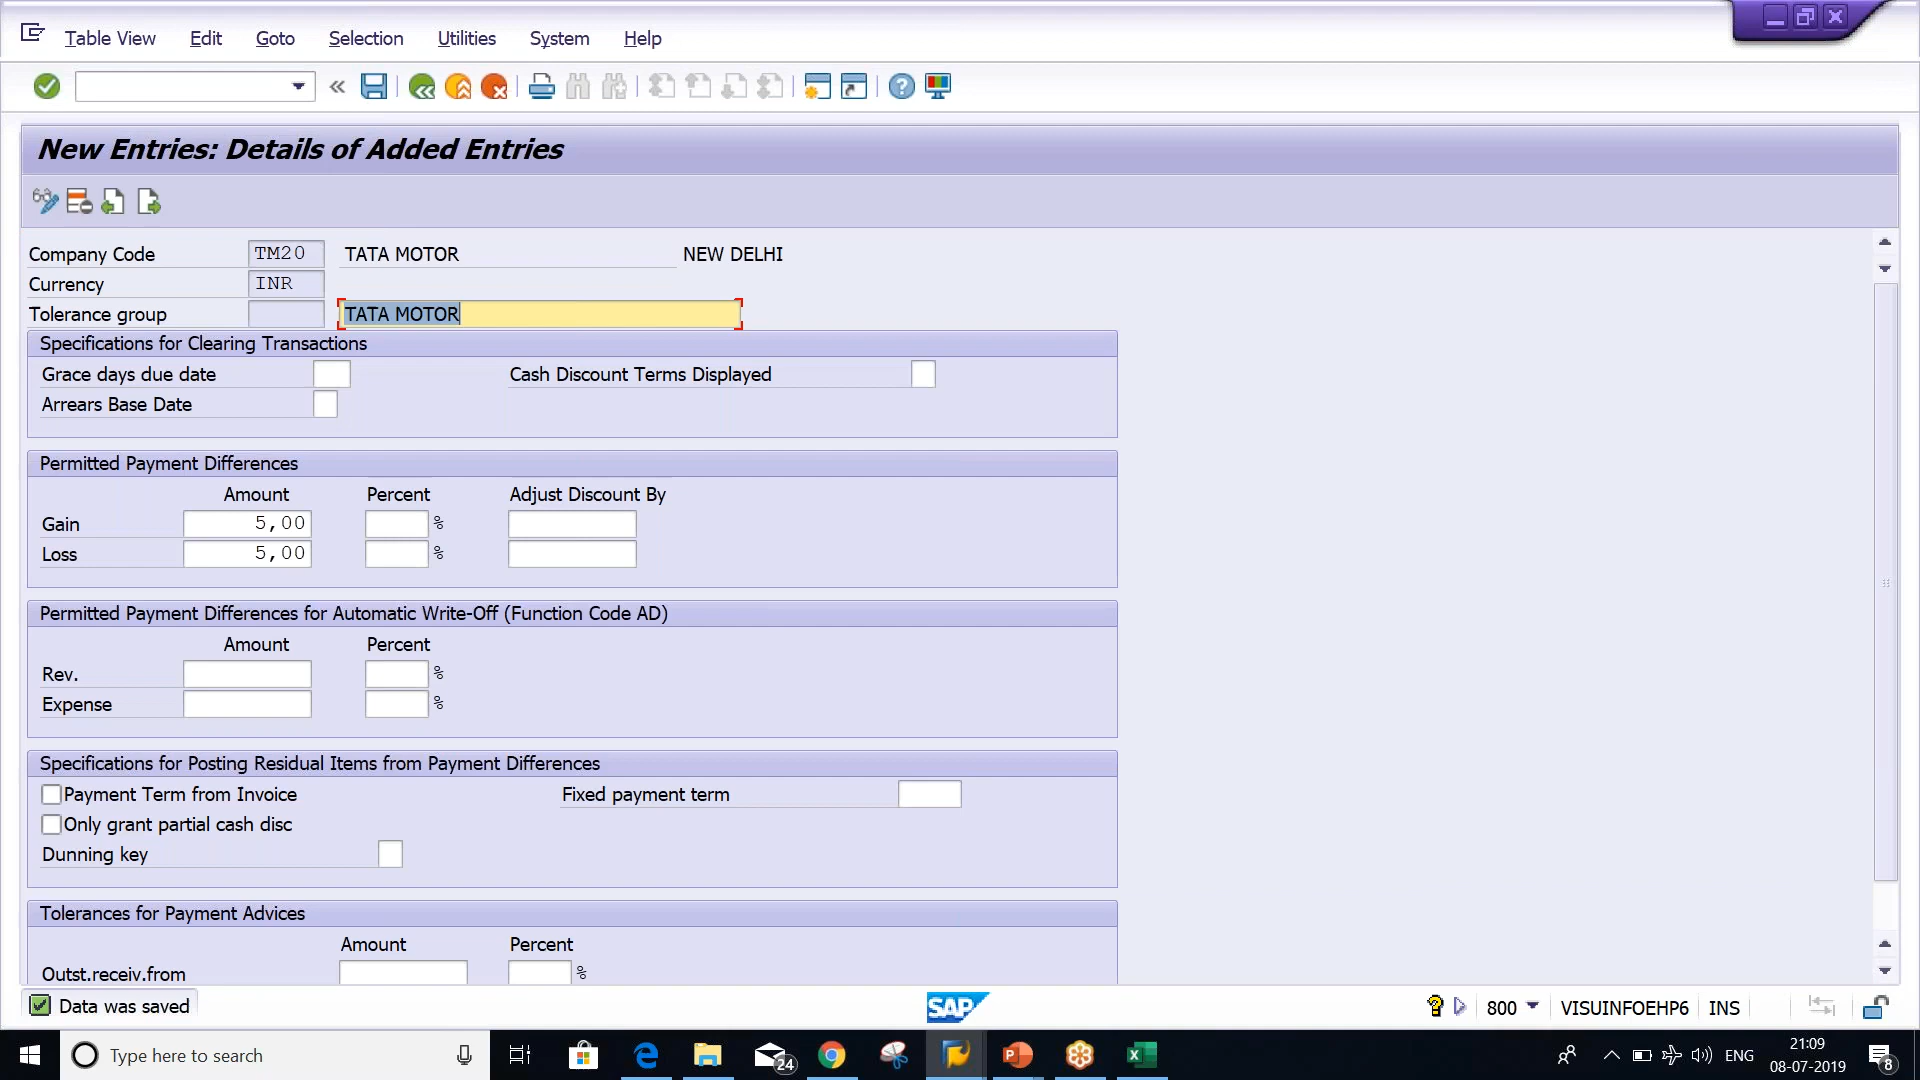 Table View Edit Goto Selection Utilities System Help
New Entries: Details of Added Entries
Company Code TM20 TATA MOTOR NEW DELHI
Currency INR
Tolerance group TATA MOTOR
Specifications for Clearing Transactions
Grace days due date Cash Discount Terms Displayed
Arrears Base Date
Permitted Payment Differences
Amount Percent Adjust Discount By
Gain 5,00 %
Loss 5,00 %
Permitted Payment Differences for Automatic Write-Off (Function Code AD)
Amount Percent
Rev. %
Expense %
Specifications for Posting Residual Items from Payment Differences
Payment Term from Invoice Fixed payment term
Only grant partial cash disc
Dunning key
Tolerances for Payment Advices
Amount Percent
Outst.receiv.from %
Data was saved SAP 800 VISUINFOEHP6 INS
Type here to search 24 ENG 21:09
08-07-2019 8